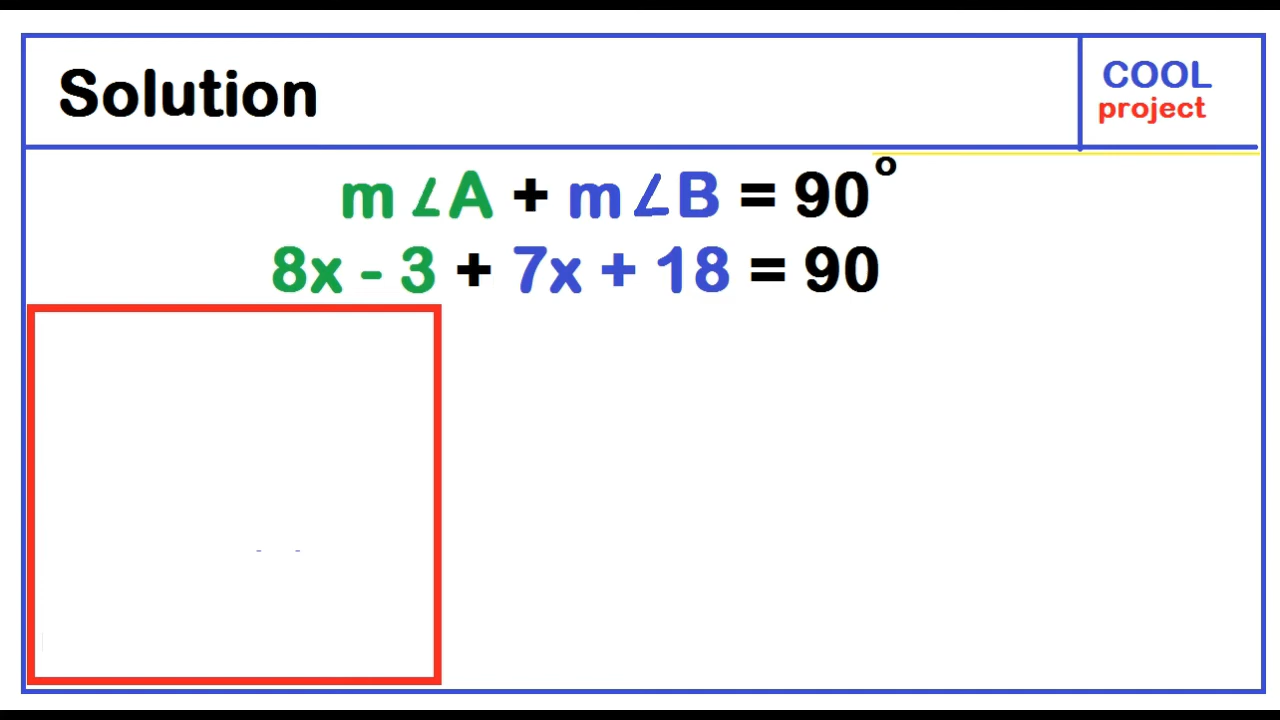 Solution
COOL
project
m∠A + m∠B = 90°
8x - 3 + 7x + 18 = 90